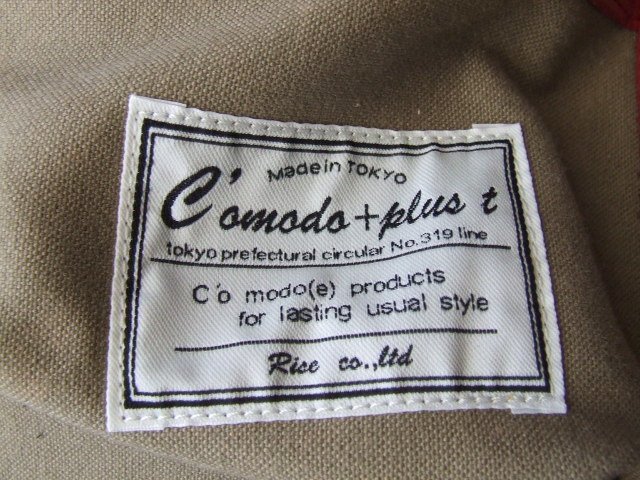 Made in TOKYO
C'omodo+plus t
tokyo prefectural circular No.319 line
C'o modo(e) products
for lasting usual style
Rise co.,ltd